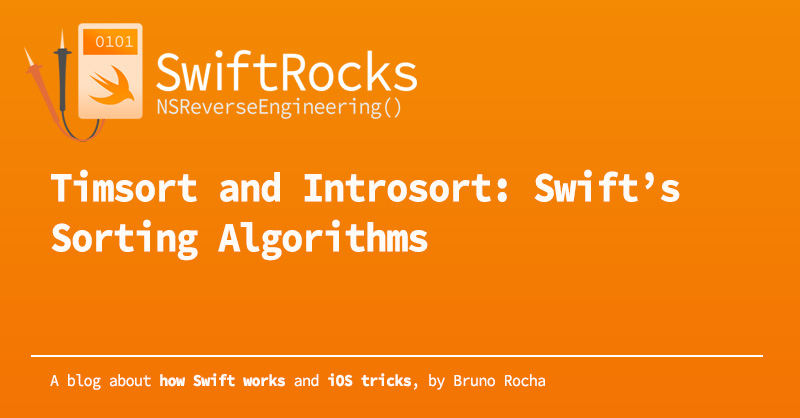 0101
SwiftRocks
NSReverseEngineering()
Timsort and Introsort: Swift’s
Sorting Algorithms
A blog about how Swift works and iOS tricks, by Bruno Rocha